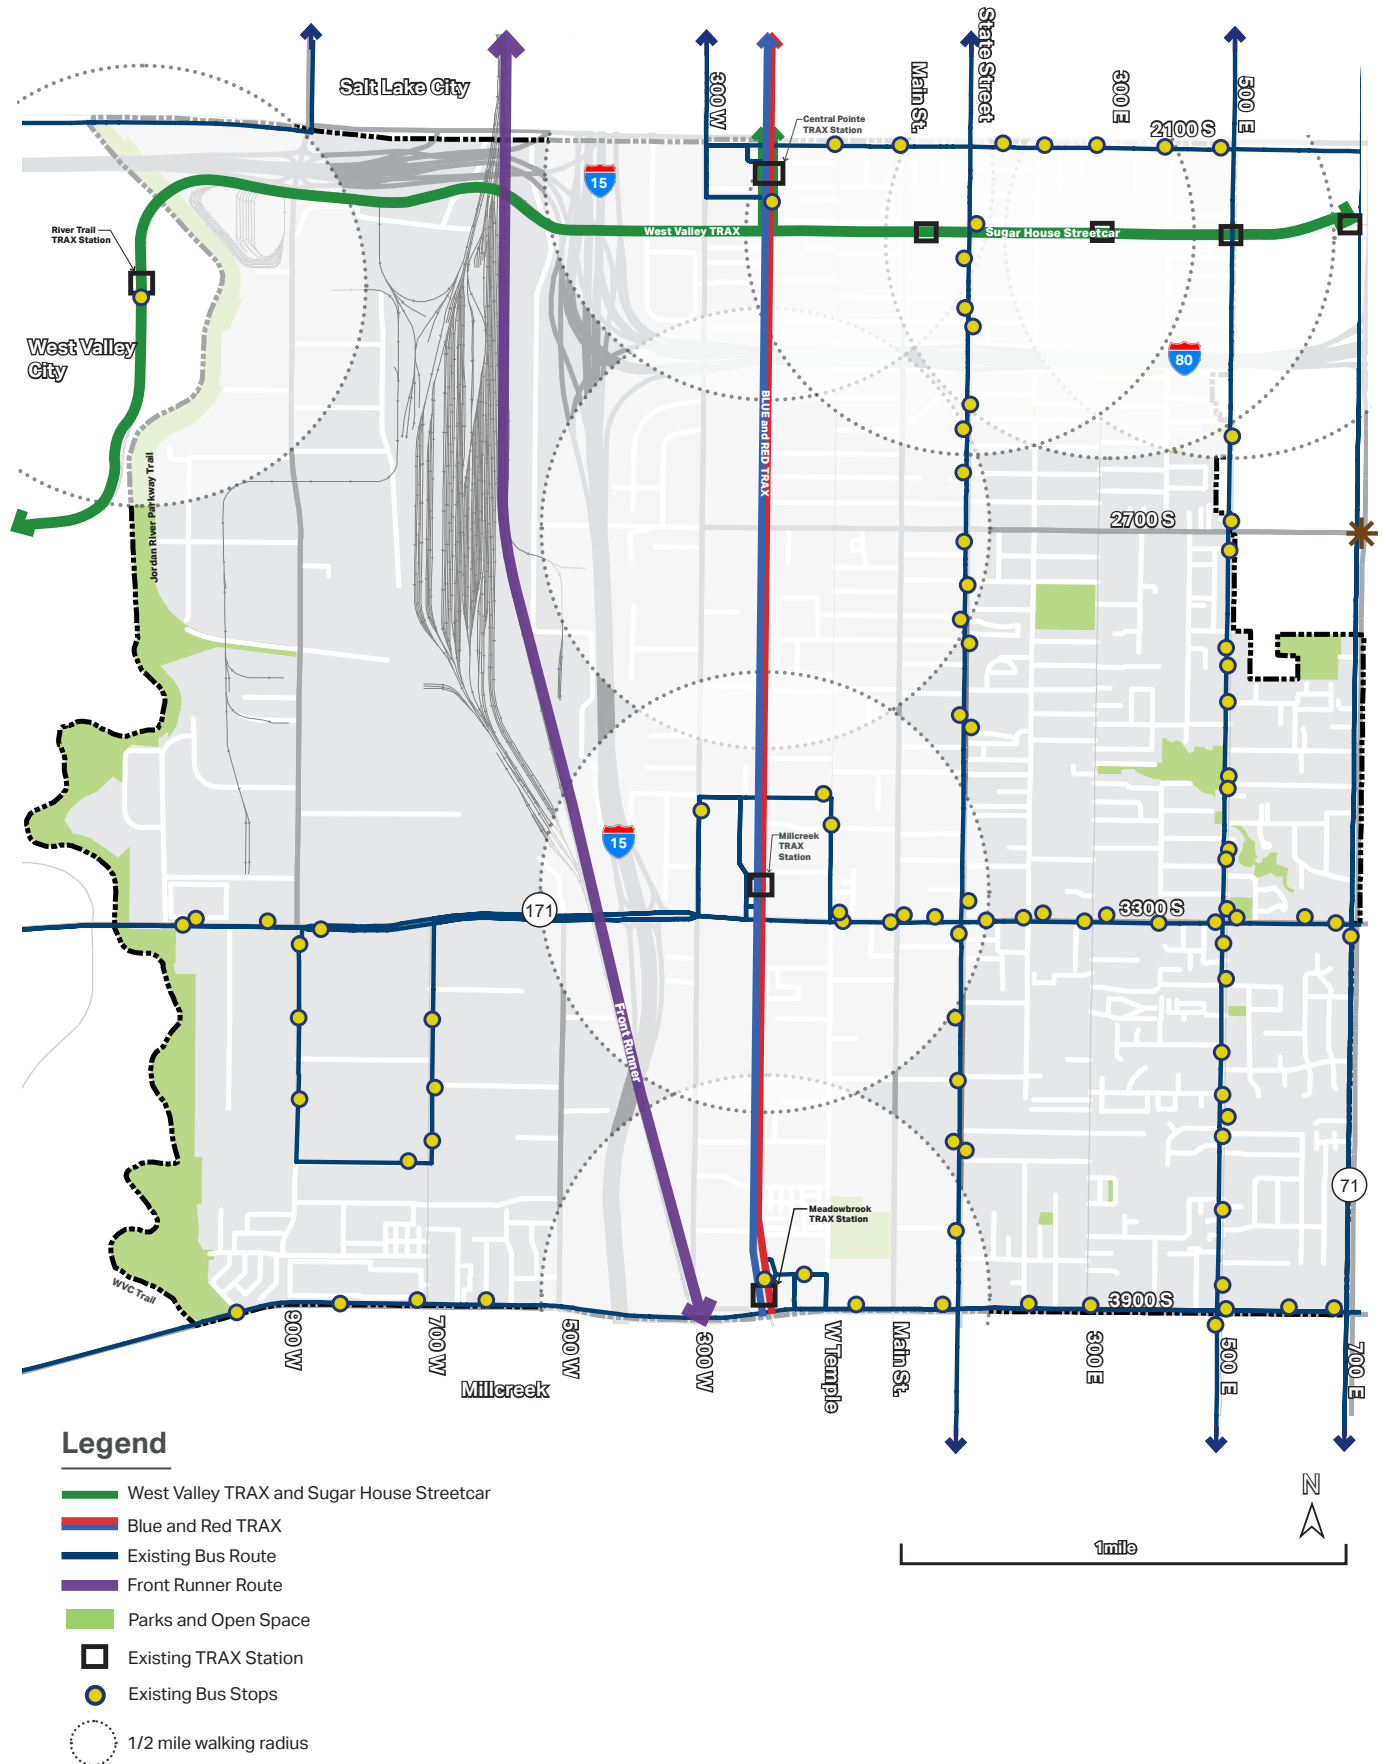 State Street
Salt Lake City
300 W
Main St.
300 E
500 E
Central Pointe
TRAX Station
2100 S
15
River Trail
TRAX Station
West Valley TRAX
Sugar House Streetcar
West Valley
City
80
BLUE and RED TRAX
Jordan River Parkway Trail
2700 S
15
Millcreek
TRAX
Station
171
3300 S
Front Runner
71
Meadowbrook
TRAX Station
WVC Trail
3900 S
900 W
700 W
500 W
300 W
W Temple
Main St.
300 E
500 E
700 E
Millcreek
Legend
West Valley TRAX and Sugar House Streetcar
Blue and Red TRAX
Existing Bus Route
Front Runner Route
Parks and Open Space
Existing TRAX Station
Existing Bus Stops
1/2 mile walking radius
N
1mile